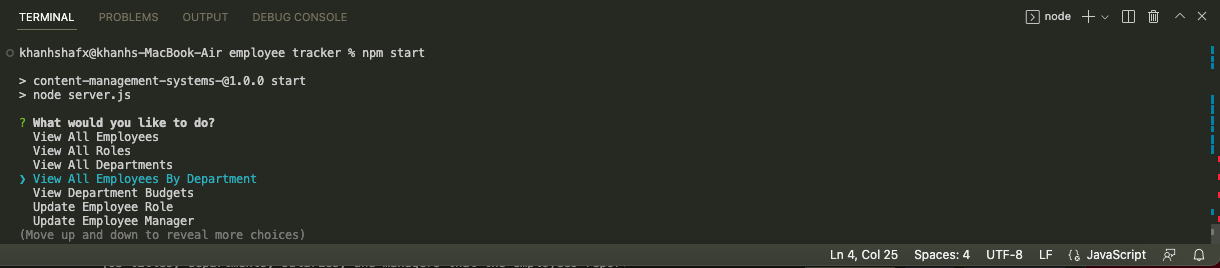 TERMINAL PROBLEMS OUTPUT DEBUG CONSOLE node
khanhshafx@khanhs-MacBook-Air employee tracker % npm start
> content-management-systems-@1.0.0 start
> node server.js
? What would you like to do?
View All Employees
View All Roles
View All Departments
❯ View All Employees By Department
View Department Budgets
Update Employee Role
Update Employee Manager
(Move up and down to reveal more choices)
Ln 4, Col 25 Spaces: 4 UTF-8 LF JavaScript